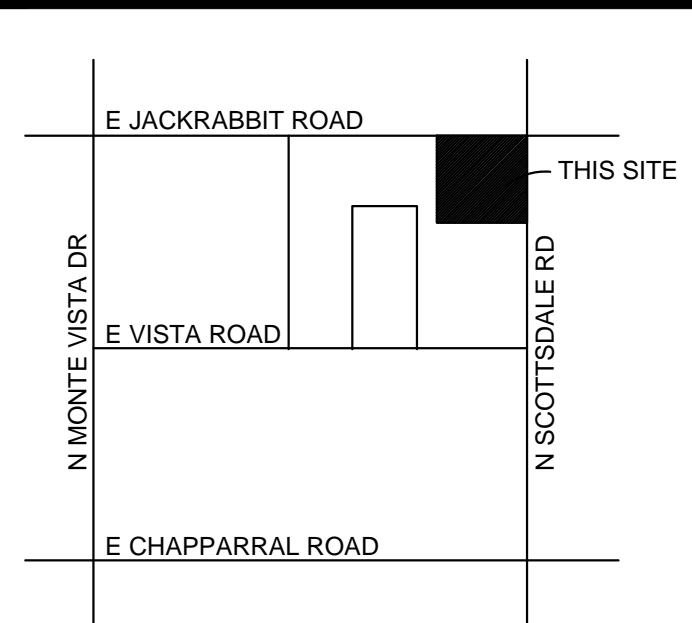 E JACKRABBIT ROAD
THIS SITE
N MONTE VISTA DR
E VISTA ROAD
N SCOTTSDALE RD
E CHAPPARRAL ROAD